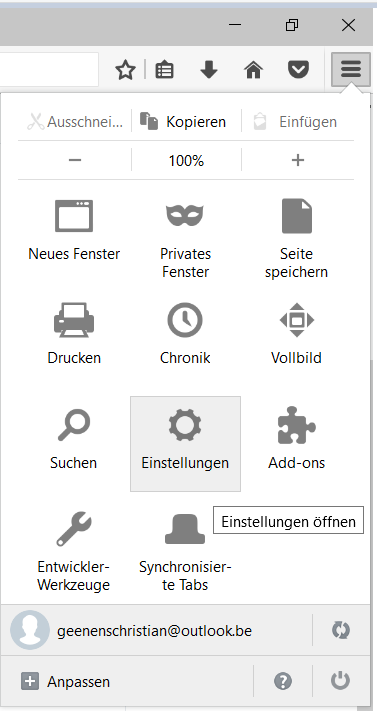 Ausschnei... Kopieren Einfügen
− 100% +
Neues Fenster
Privates
Fenster
Seite
speichern
Drucken
Chronik
Vollbild
Suchen
Einstellungen
Add-ons
Einstellungen öffnen
Entwickler-
Werkzeuge
Synchronisier-
te Tabs
geenenschristian@outlook.be
Anpassen
?